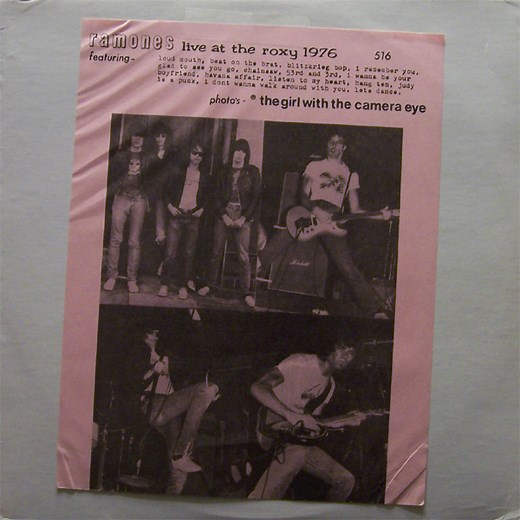 ramones live at the roxy 1976 516
featuring- loud mouth, beat on the brat, blitzkrieg bop, i remember you,
glad to see you go, chainsaw, 53rd and 3rd, i wanna be your
boyfriend, havana affair, listen to my heart, hang ten, judy
is a punk, i dont wanna walk around with you, lets dance.
photo's - © the girl with the camera eye
Marshall